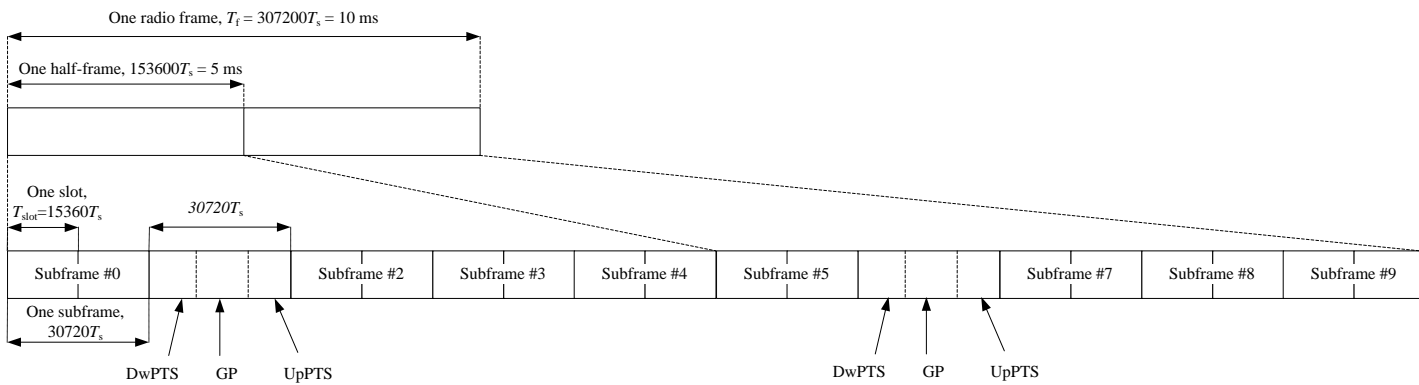 One radio frame, Tf = 307200Ts = 10 ms
One half-frame, 153600Ts = 5 ms
One slot,
Tslot=15360Ts
30720Ts
Subframe #0
Subframe #2
Subframe #3
Subframe #4
Subframe #5
Subframe #7
Subframe #8
Subframe #9
One subframe,
30720Ts
DwPTS
GP
UpPTS
DwPTS
GP
UpPTS